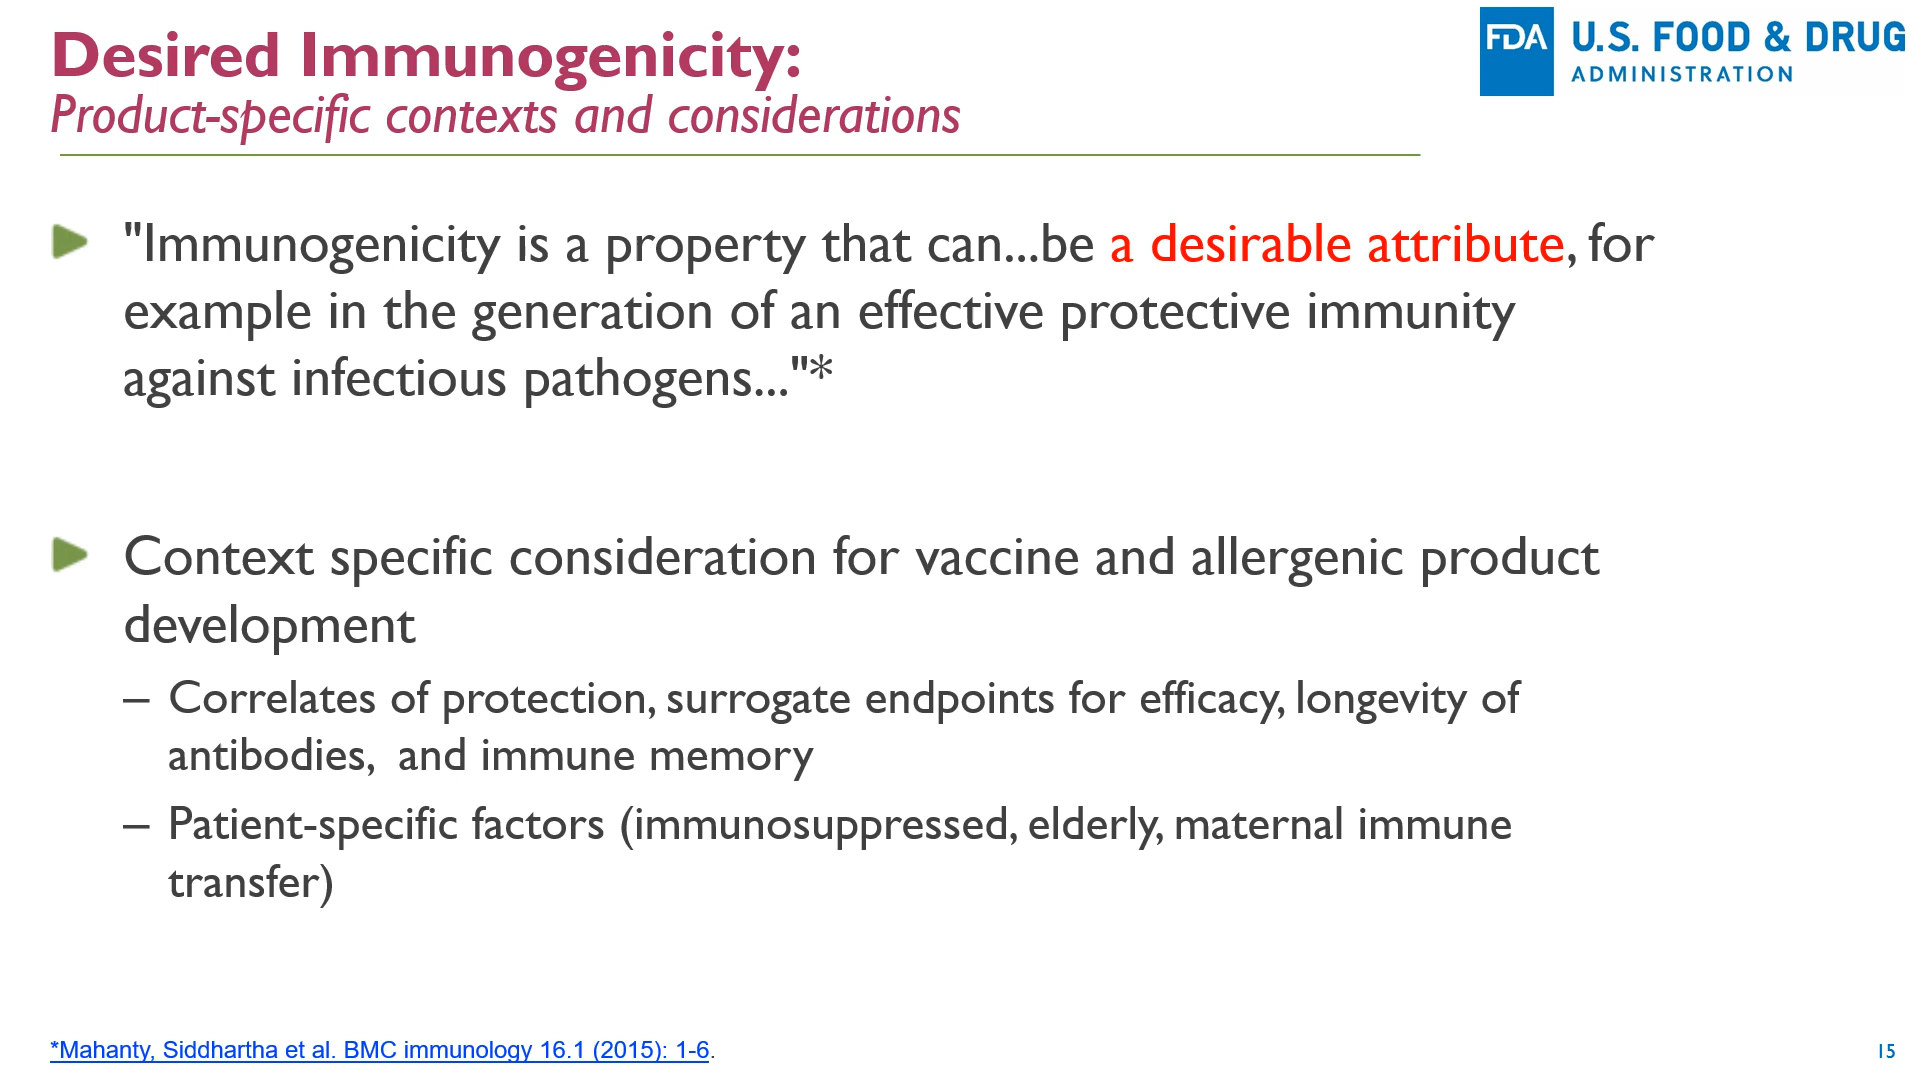 Desired Immunogenicity:
Product-specific contexts and considerations
FDA U.S. FOOD & DRUG
ADMINISTRATION
"Immunogenicity is a property that can...be a desirable attribute, for
example in the generation of an effective protective immunity
against infectious pathogens..."*
Context specific consideration for vaccine and allergenic product
development
– Correlates of protection, surrogate endpoints for efficacy, longevity of
antibodies,  and immune memory
– Patient-specific factors (immunosuppressed, elderly, maternal immune
transfer)
*Mahanty, Siddhartha et al. BMC immunology 16.1 (2015): 1-6.
15